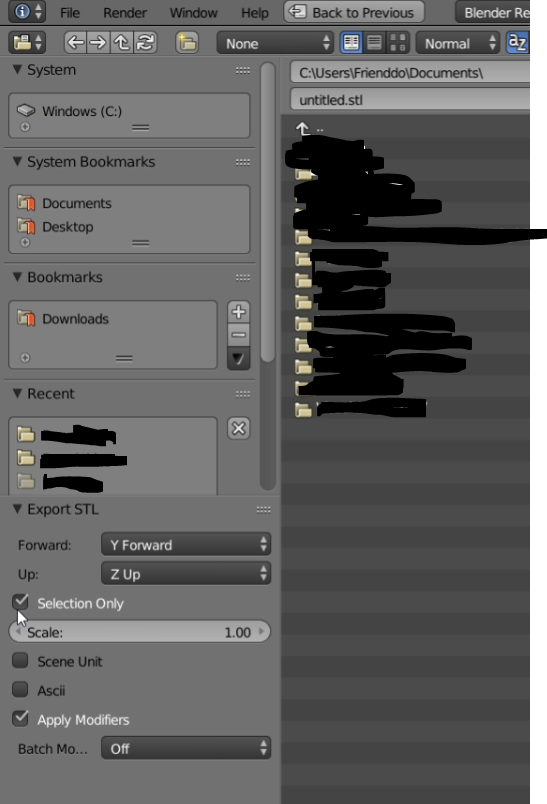 File Render Window Help Back to Previous Blender Re
None Normal az
System
Windows (C:)
System Bookmarks
Documents
Desktop
Bookmarks
Downloads
Recent
C:\Users\Frienddo\Documents\
untitled.stl
..
Export STL
Forward: Y Forward
Up: Z Up
Selection Only
Scale: 1.00
Scene Unit
Ascii
Apply Modifiers
Batch Mo... Off